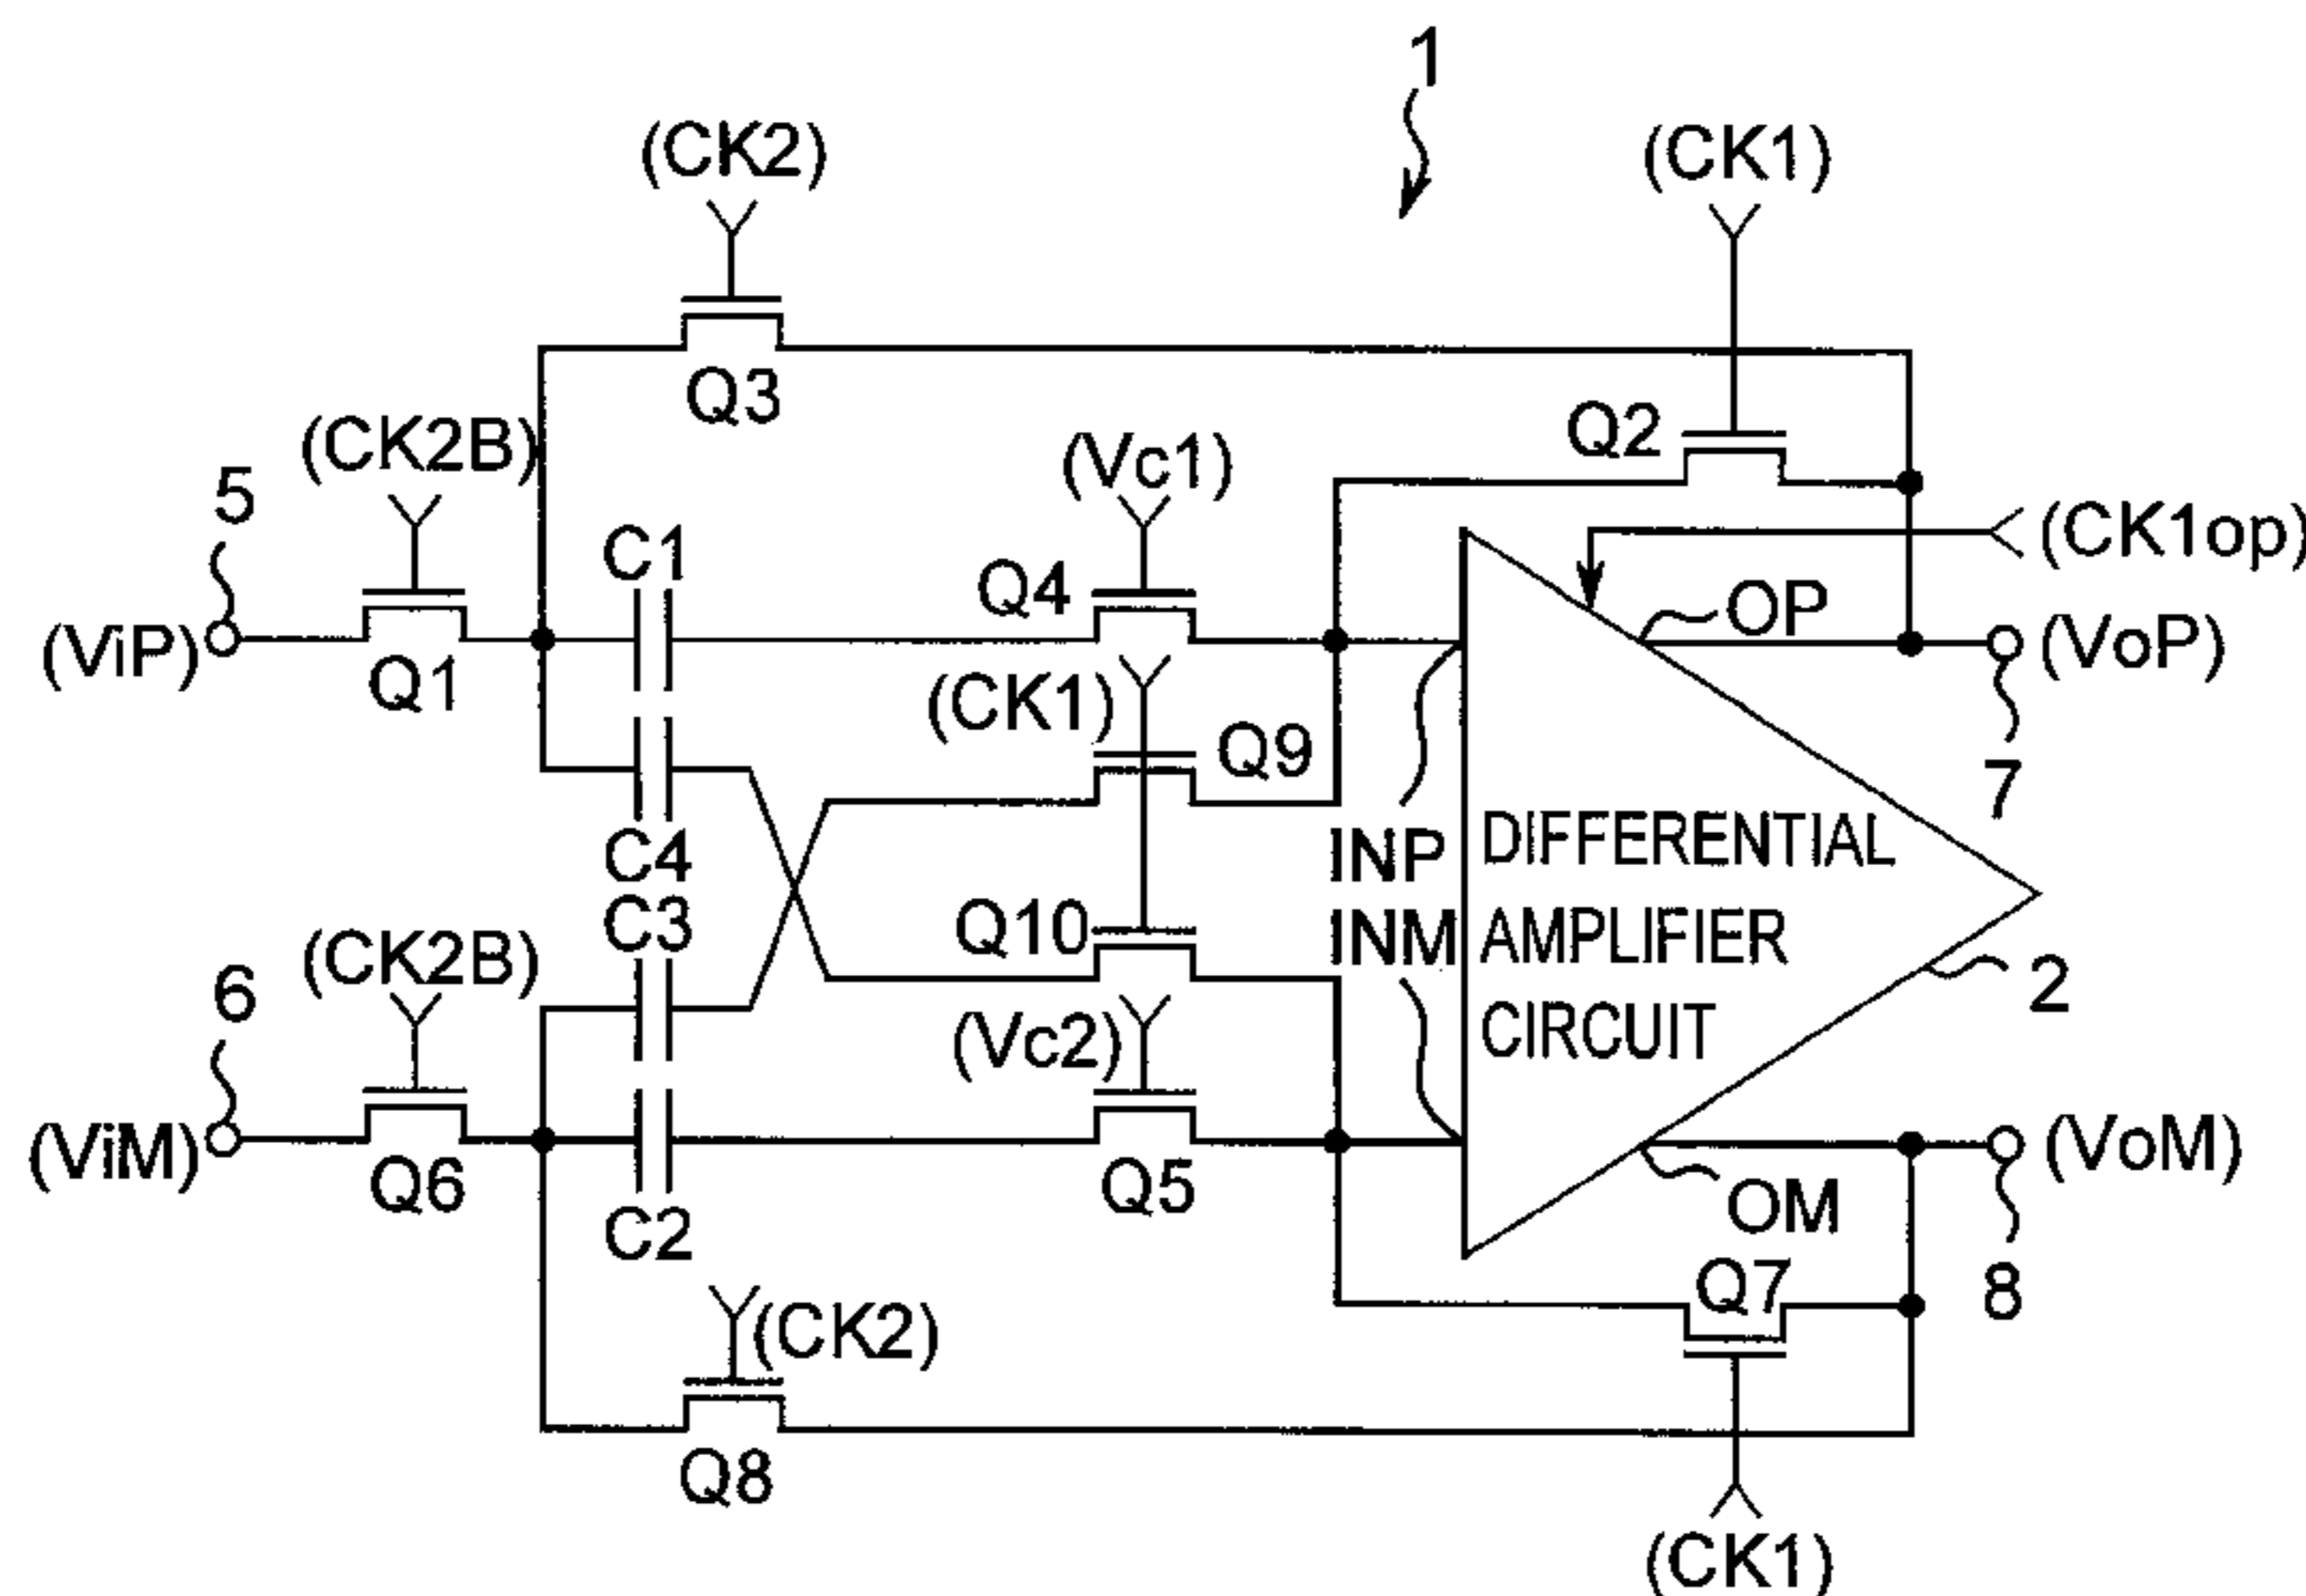 1
(CK2)
(CK1)
Q3
Q2
(CK2B)
(Vc1)
5
(CK1op)
C1
Q4
OP
(ViP)
(VoP)
Q1
(CK1)
Q9
7
C4
INP
DIFFERENTIAL
C3
Q10
INM
AMPLIFIER
(CK2B)
6
2
(Vc2)
CIRCUIT
(ViM)
(VoM)
Q6
Q5
OM
C2
Q7
8
(CK2)
Q8
(CK1)